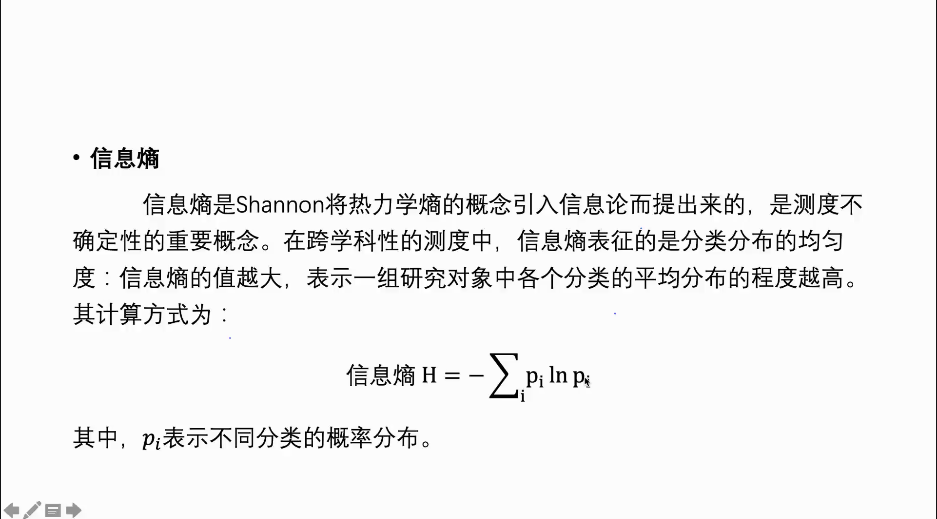 • 信息熵
信息熵是Shannon将热力学熵的概念引入信息论而提出来的，是测度不
确定性的重要概念。在跨学科性的测度中，信息熵表征的是分类分布的均匀
度：信息熵的值越大，表示一组研究对象中各个分类的平均分布的程度越高。
其计算方式为：
信息熵 H = −∑ᵢ pᵢ ln pᵢ
其中，pᵢ表示不同分类的概率分布。